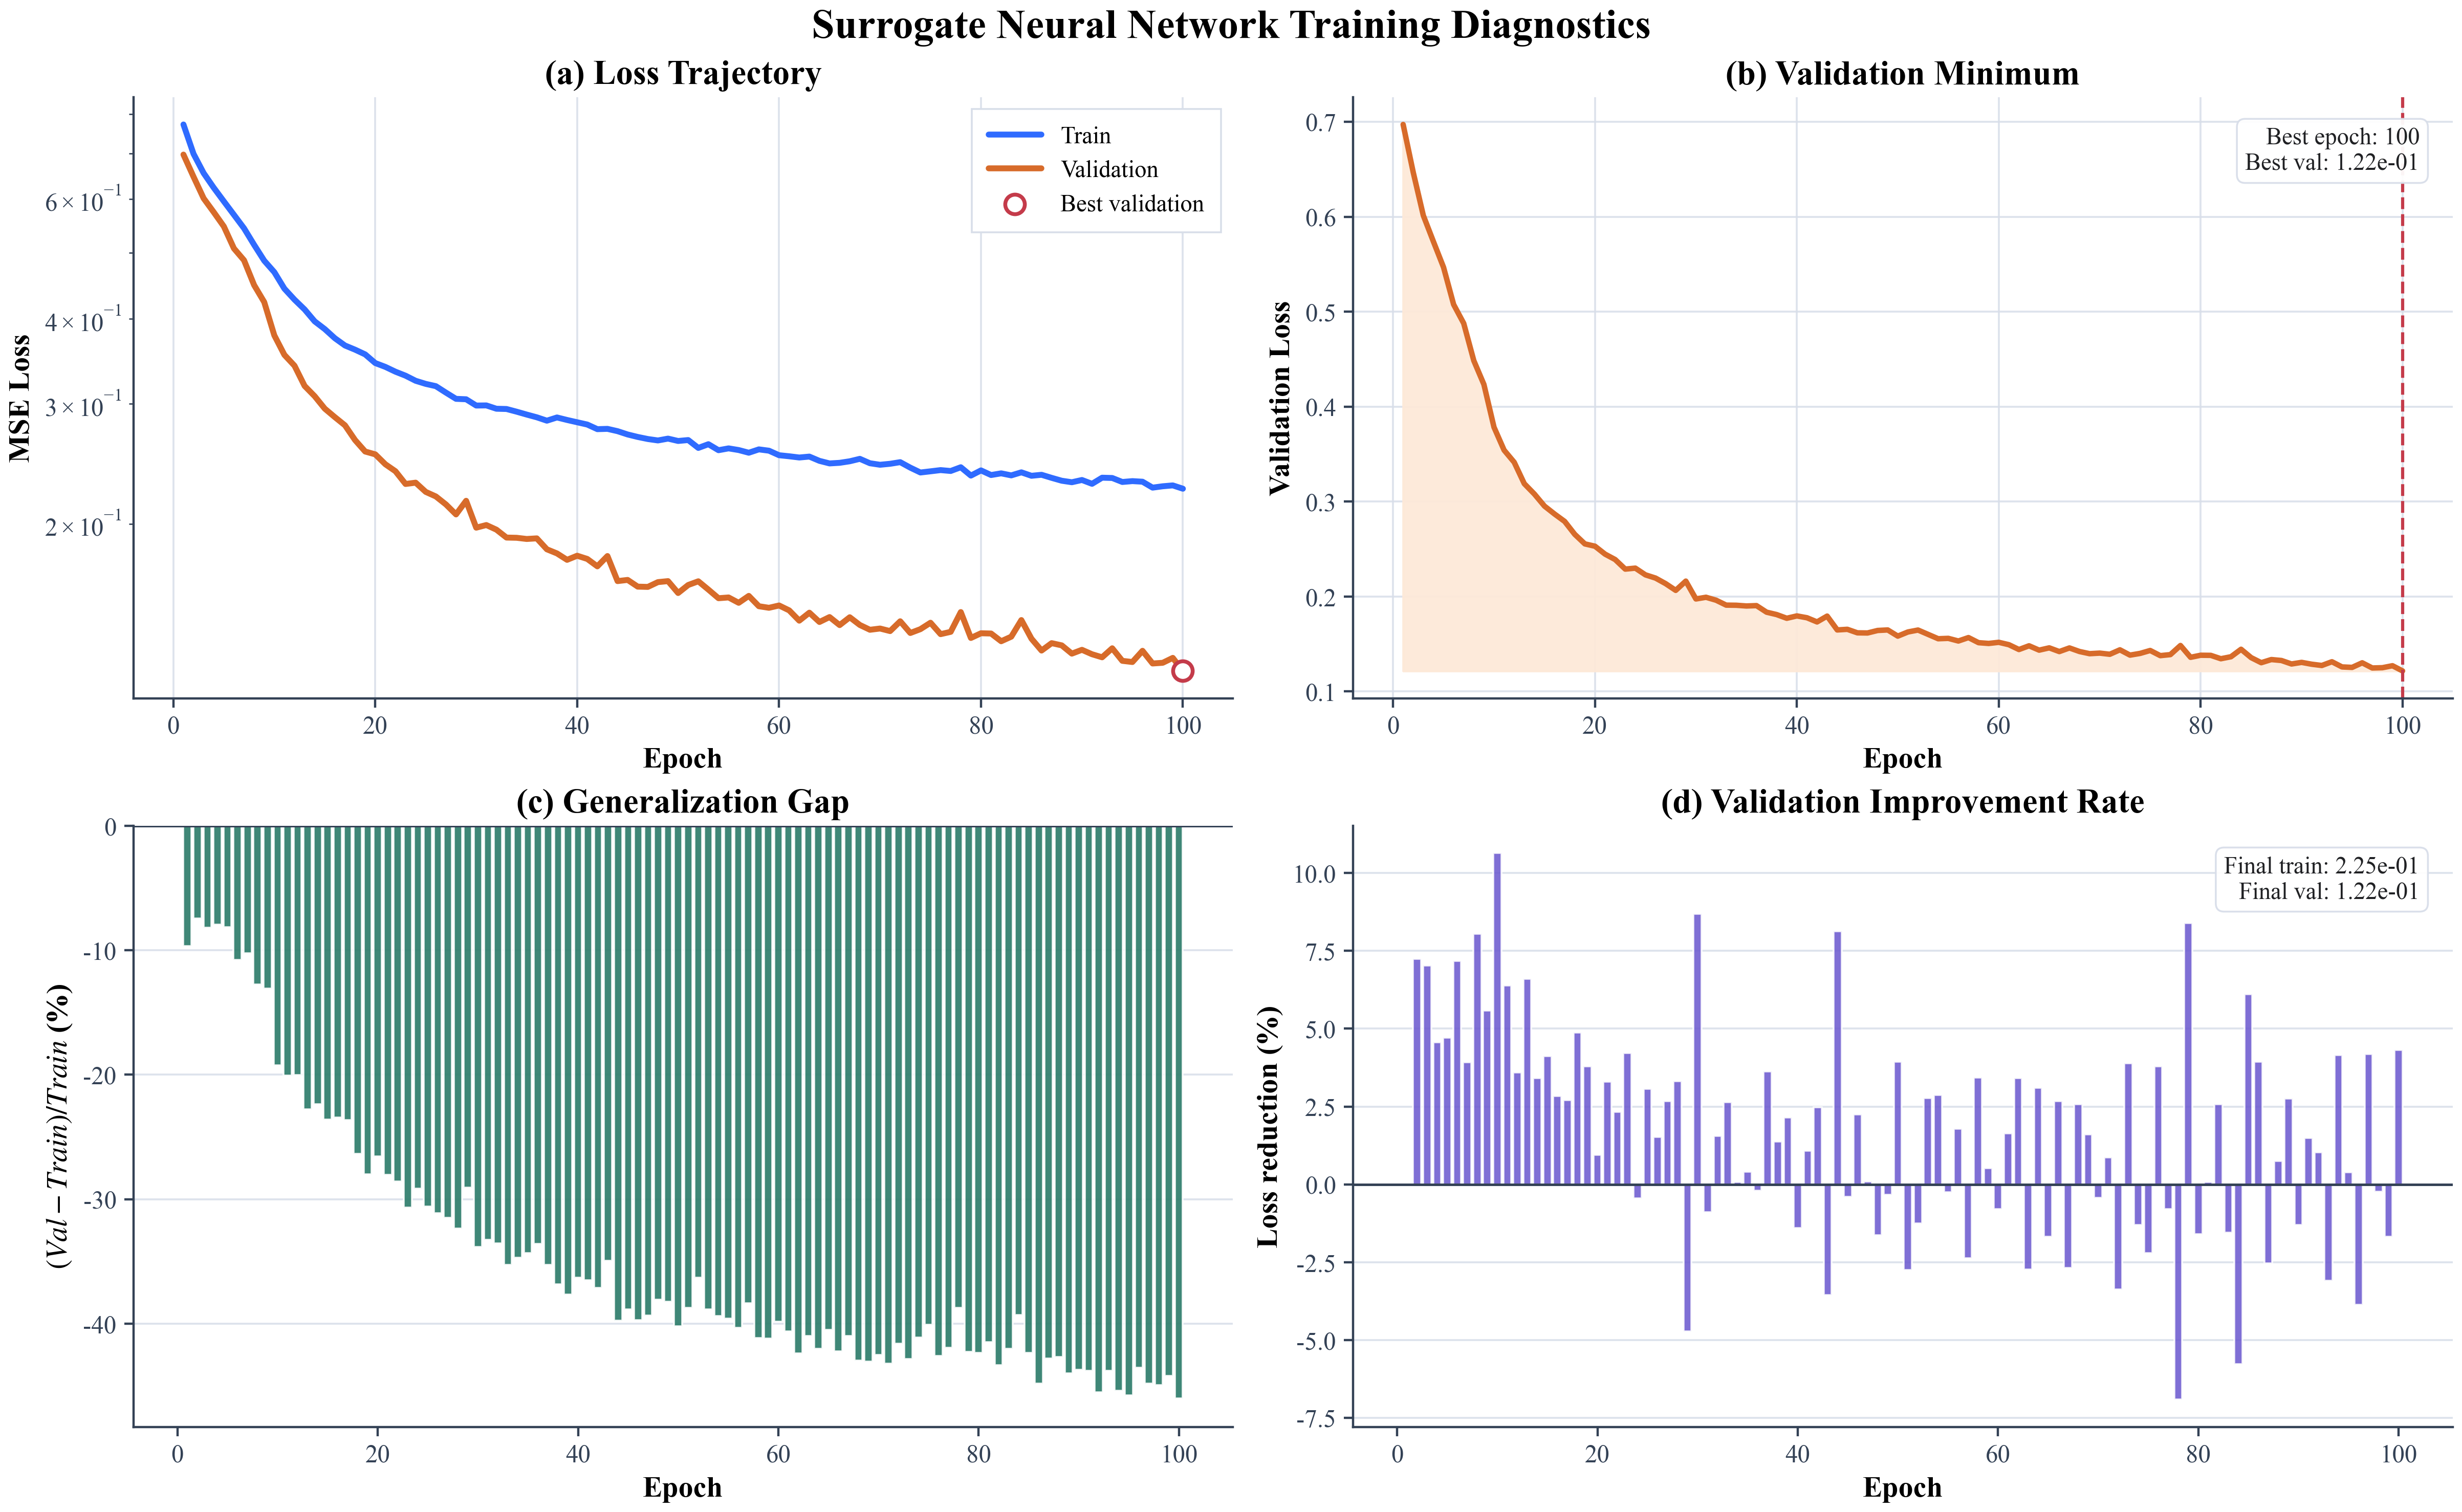 Surrogate Neural Network Training Diagnostics
(a) Loss Trajectory
MSE Loss
6 × 10⁻¹
4 × 10⁻¹
3 × 10⁻¹
2 × 10⁻¹
Train
Validation
Best validation
0 20 40 60 80 100
Epoch
(b) Validation Minimum
Validation Loss
0.7
0.6
0.5
0.4
0.3
0.2
0.1
Best epoch: 100
Best val: 1.22e-01
0 20 40 60 80 100
Epoch
(c) Generalization Gap
(Val − Train)/Train (%)
0
-10
-20
-30
-40
0 20 40 60 80 100
Epoch
(d) Validation Improvement Rate
Loss reduction (%)
10.0
7.5
5.0
2.5
0.0
-2.5
-5.0
-7.5
Final train: 2.25e-01
Final val: 1.22e-01
0 20 40 60 80 100
Epoch